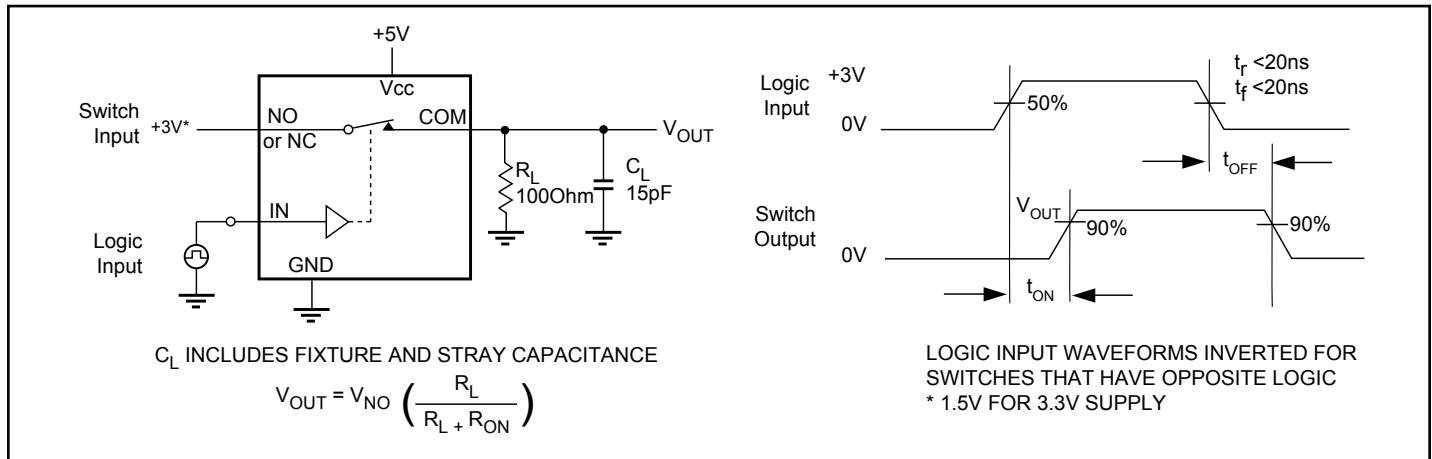 +5V
Vcc
Switch
Input
+3V*
NO
or NC
COM
VOUT
RL
100Ohm
CL
15pF
IN
Logic
Input
GND
CL INCLUDES FIXTURE AND STRAY CAPACITANCE
VOUT = VNO ( RL / RL + RON )
Logic
Input
+3V
0V
50%
tr <20ns
tf <20ns
tOFF
Switch
Output
VOUT
0V
90%
90%
tON
LOGIC INPUT WAVEFORMS INVERTED FOR
SWITCHES THAT HAVE OPPOSITE LOGIC
* 1.5V FOR 3.3V SUPPLY